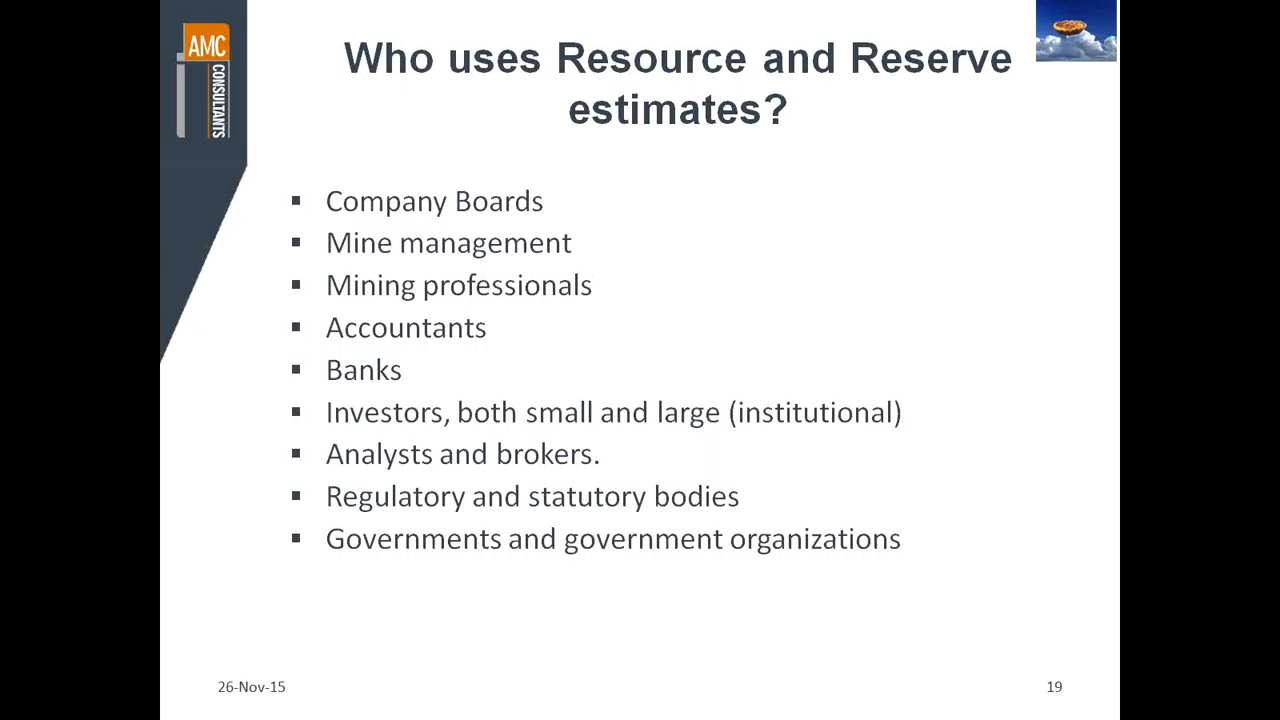 AMC
CONSULTANTS
Who uses Resource and Reserve
estimates?
▪ Company Boards
▪ Mine management
▪ Mining professionals
▪ Accountants
▪ Banks
▪ Investors, both small and large (institutional)
▪ Analysts and brokers.
▪ Regulatory and statutory bodies
▪ Governments and government organizations
26-Nov-15
19